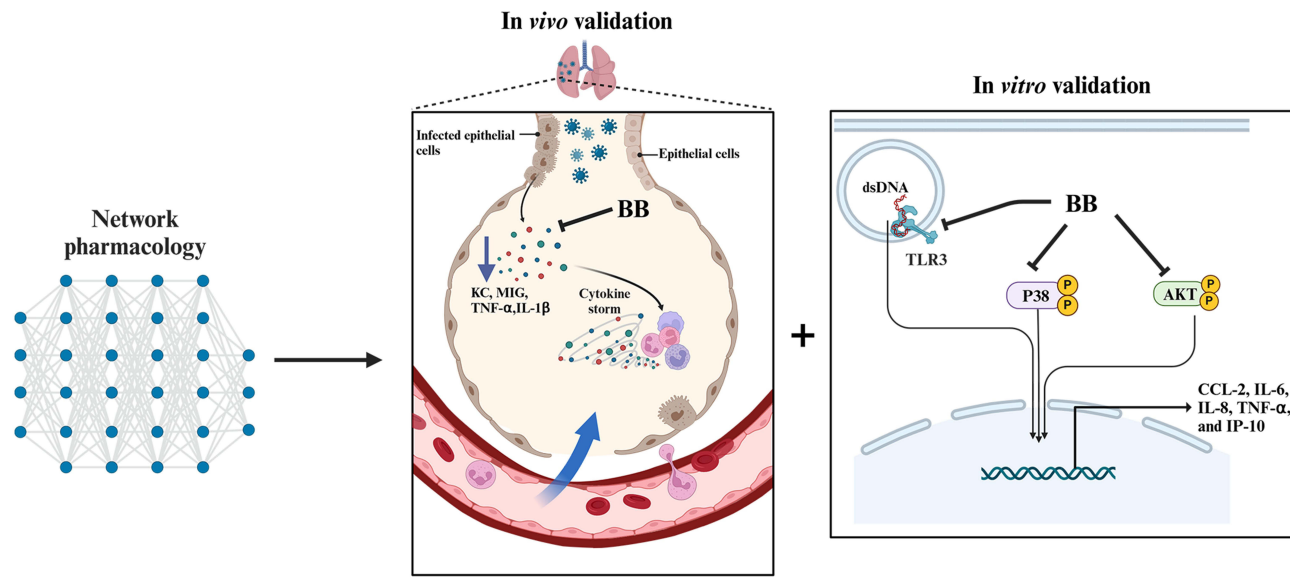 Network
pharmacology
In vivo validation
Infected epithelial
cells
Epithelial cells
BB
KC, MIG,
TNF-α,IL-1β
Cytokine
storm
+
In vitro validation
dsDNA
TLR3
BB
P38
P
P
AKT
P
P
CCL-2, IL-6,
IL-8, TNF-α,
and IP-10